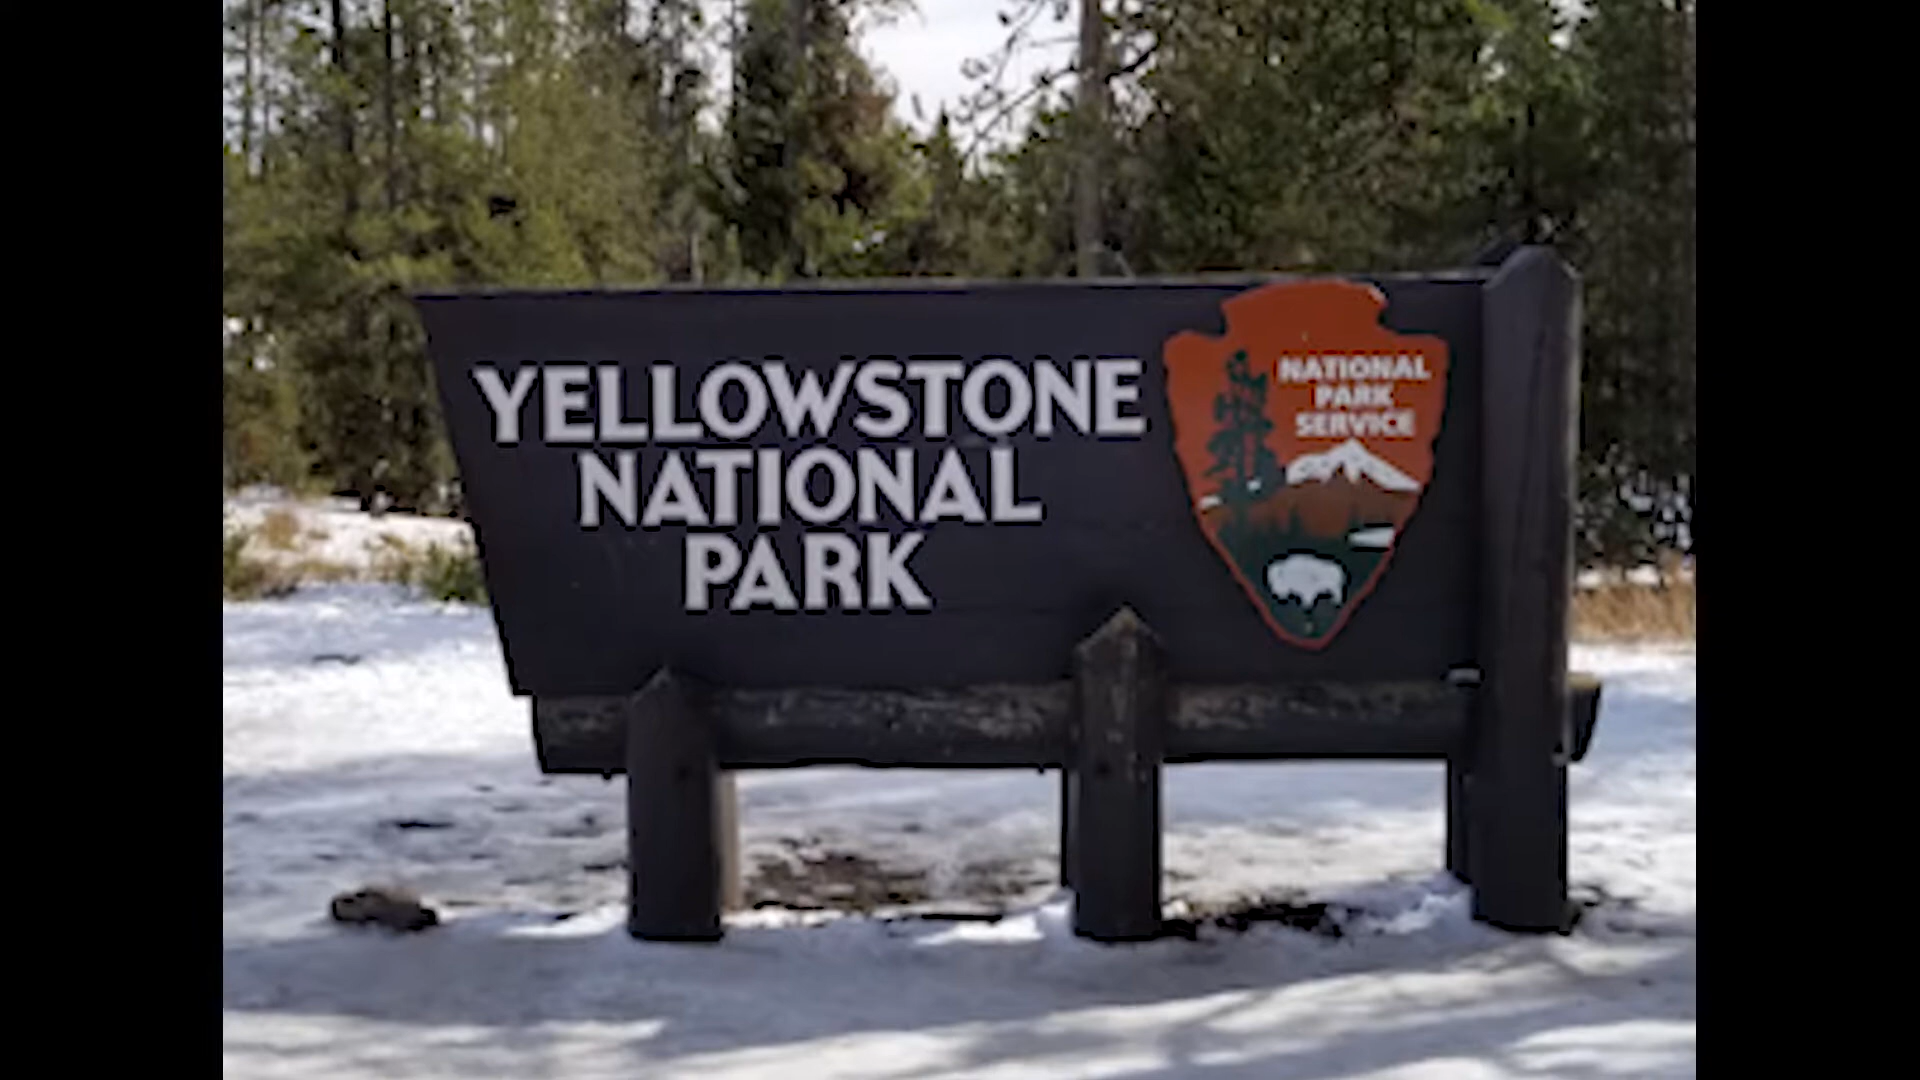 YELLOWSTONE
NATIONAL
PARK
NATIONAL
PARK
SERVICE